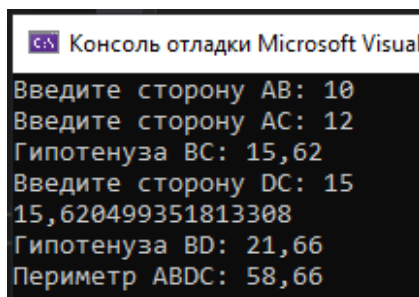 Консоль отладки Microsoft Visual
Введите сторону AB: 10
Введите сторону AC: 12
Гипотенуза BC: 15,62
Введите сторону DC: 15
15,620499351813308
Гипотенуза BD: 21,66
Периметр ABDC: 58,66